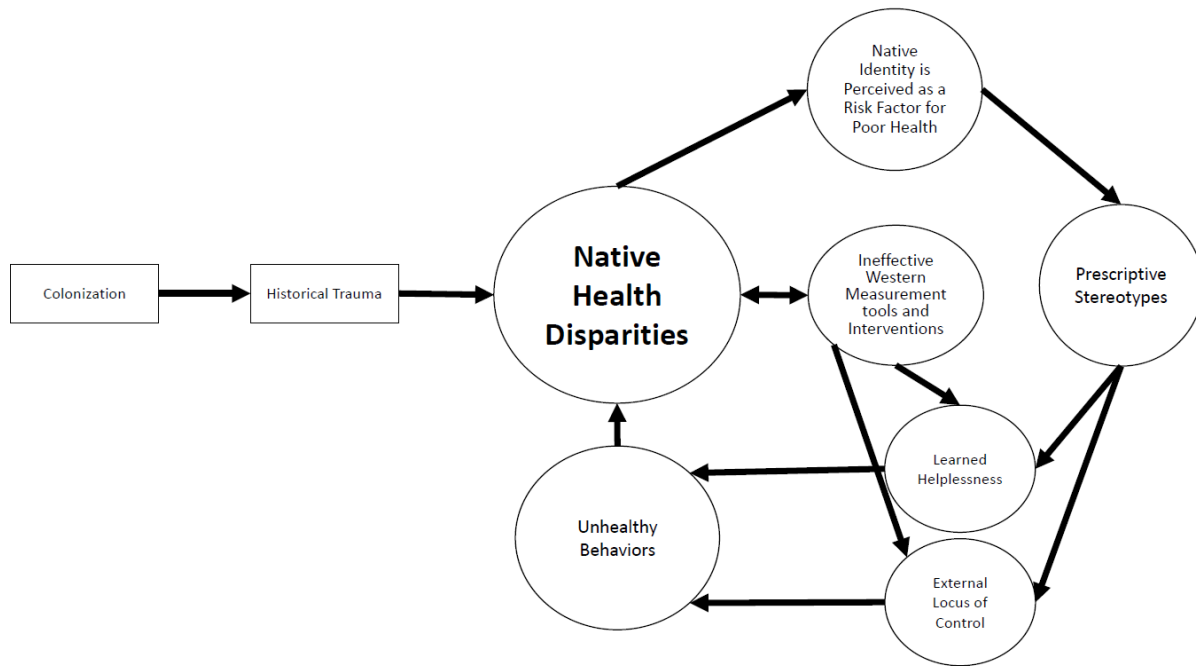 Native
Identity is
Perceived as a
Risk Factor for
Poor Health
Native
Health
Disparities
Ineffective
Western
Measurement
tools and
Interventions
Prescriptive
Stereotypes
Colonization
Historical Trauma
Learned
Helplessness
Unhealthy
Behaviors
External
Locus of
Control